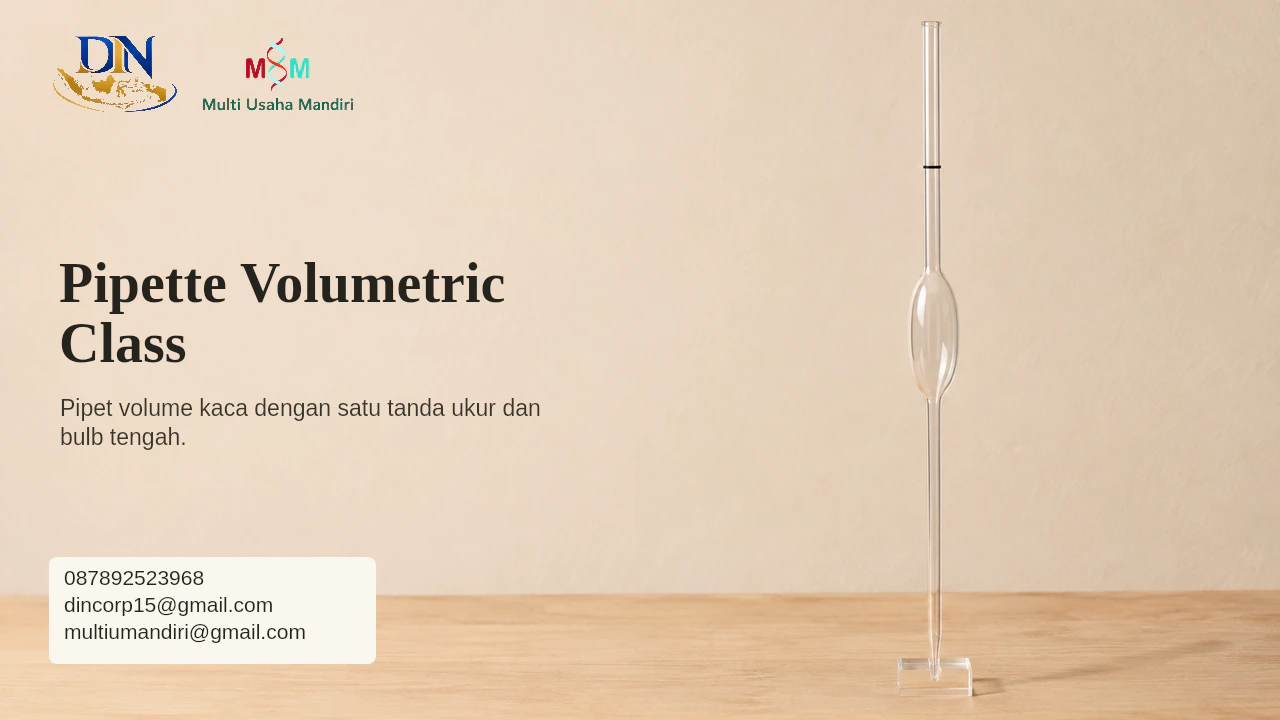 DIN
MSM
Multi Usaha Mandiri
Pipette Volumetric
Class
Pipet volume kaca dengan satu tanda ukur dan
bulb tengah.
087892523968
dincorp15@gmail.com
multiumandiri@gmail.com